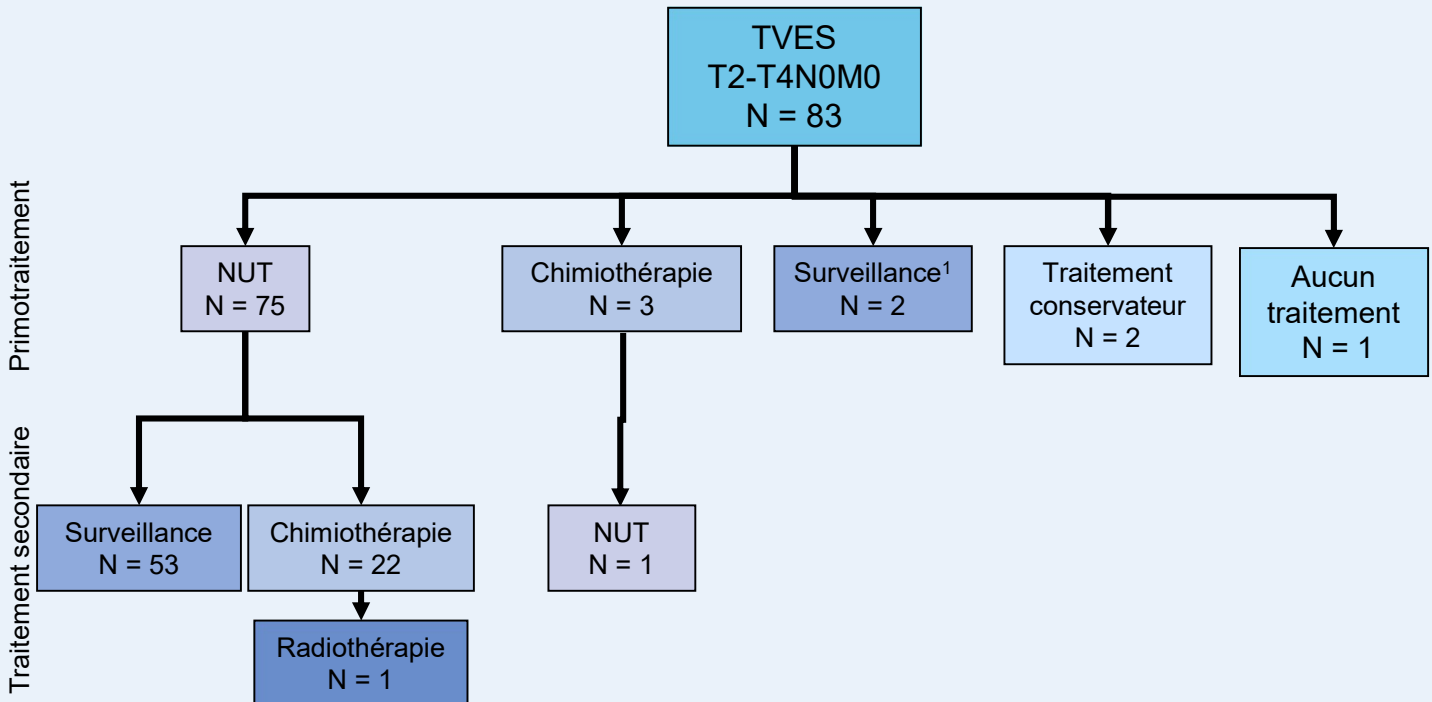 TVES
T2-T4N0M0
N = 83
Primotraitement
NUT
N = 75
Chimiothérapie
N = 3
Surveillance¹
N = 2
Traitement
conservateur
N = 2
Aucun
traitement
N = 1
Traitement secondaire
Surveillance
N = 53
Chimiothérapie
N = 22
NUT
N = 1
Radiothérapie
N = 1